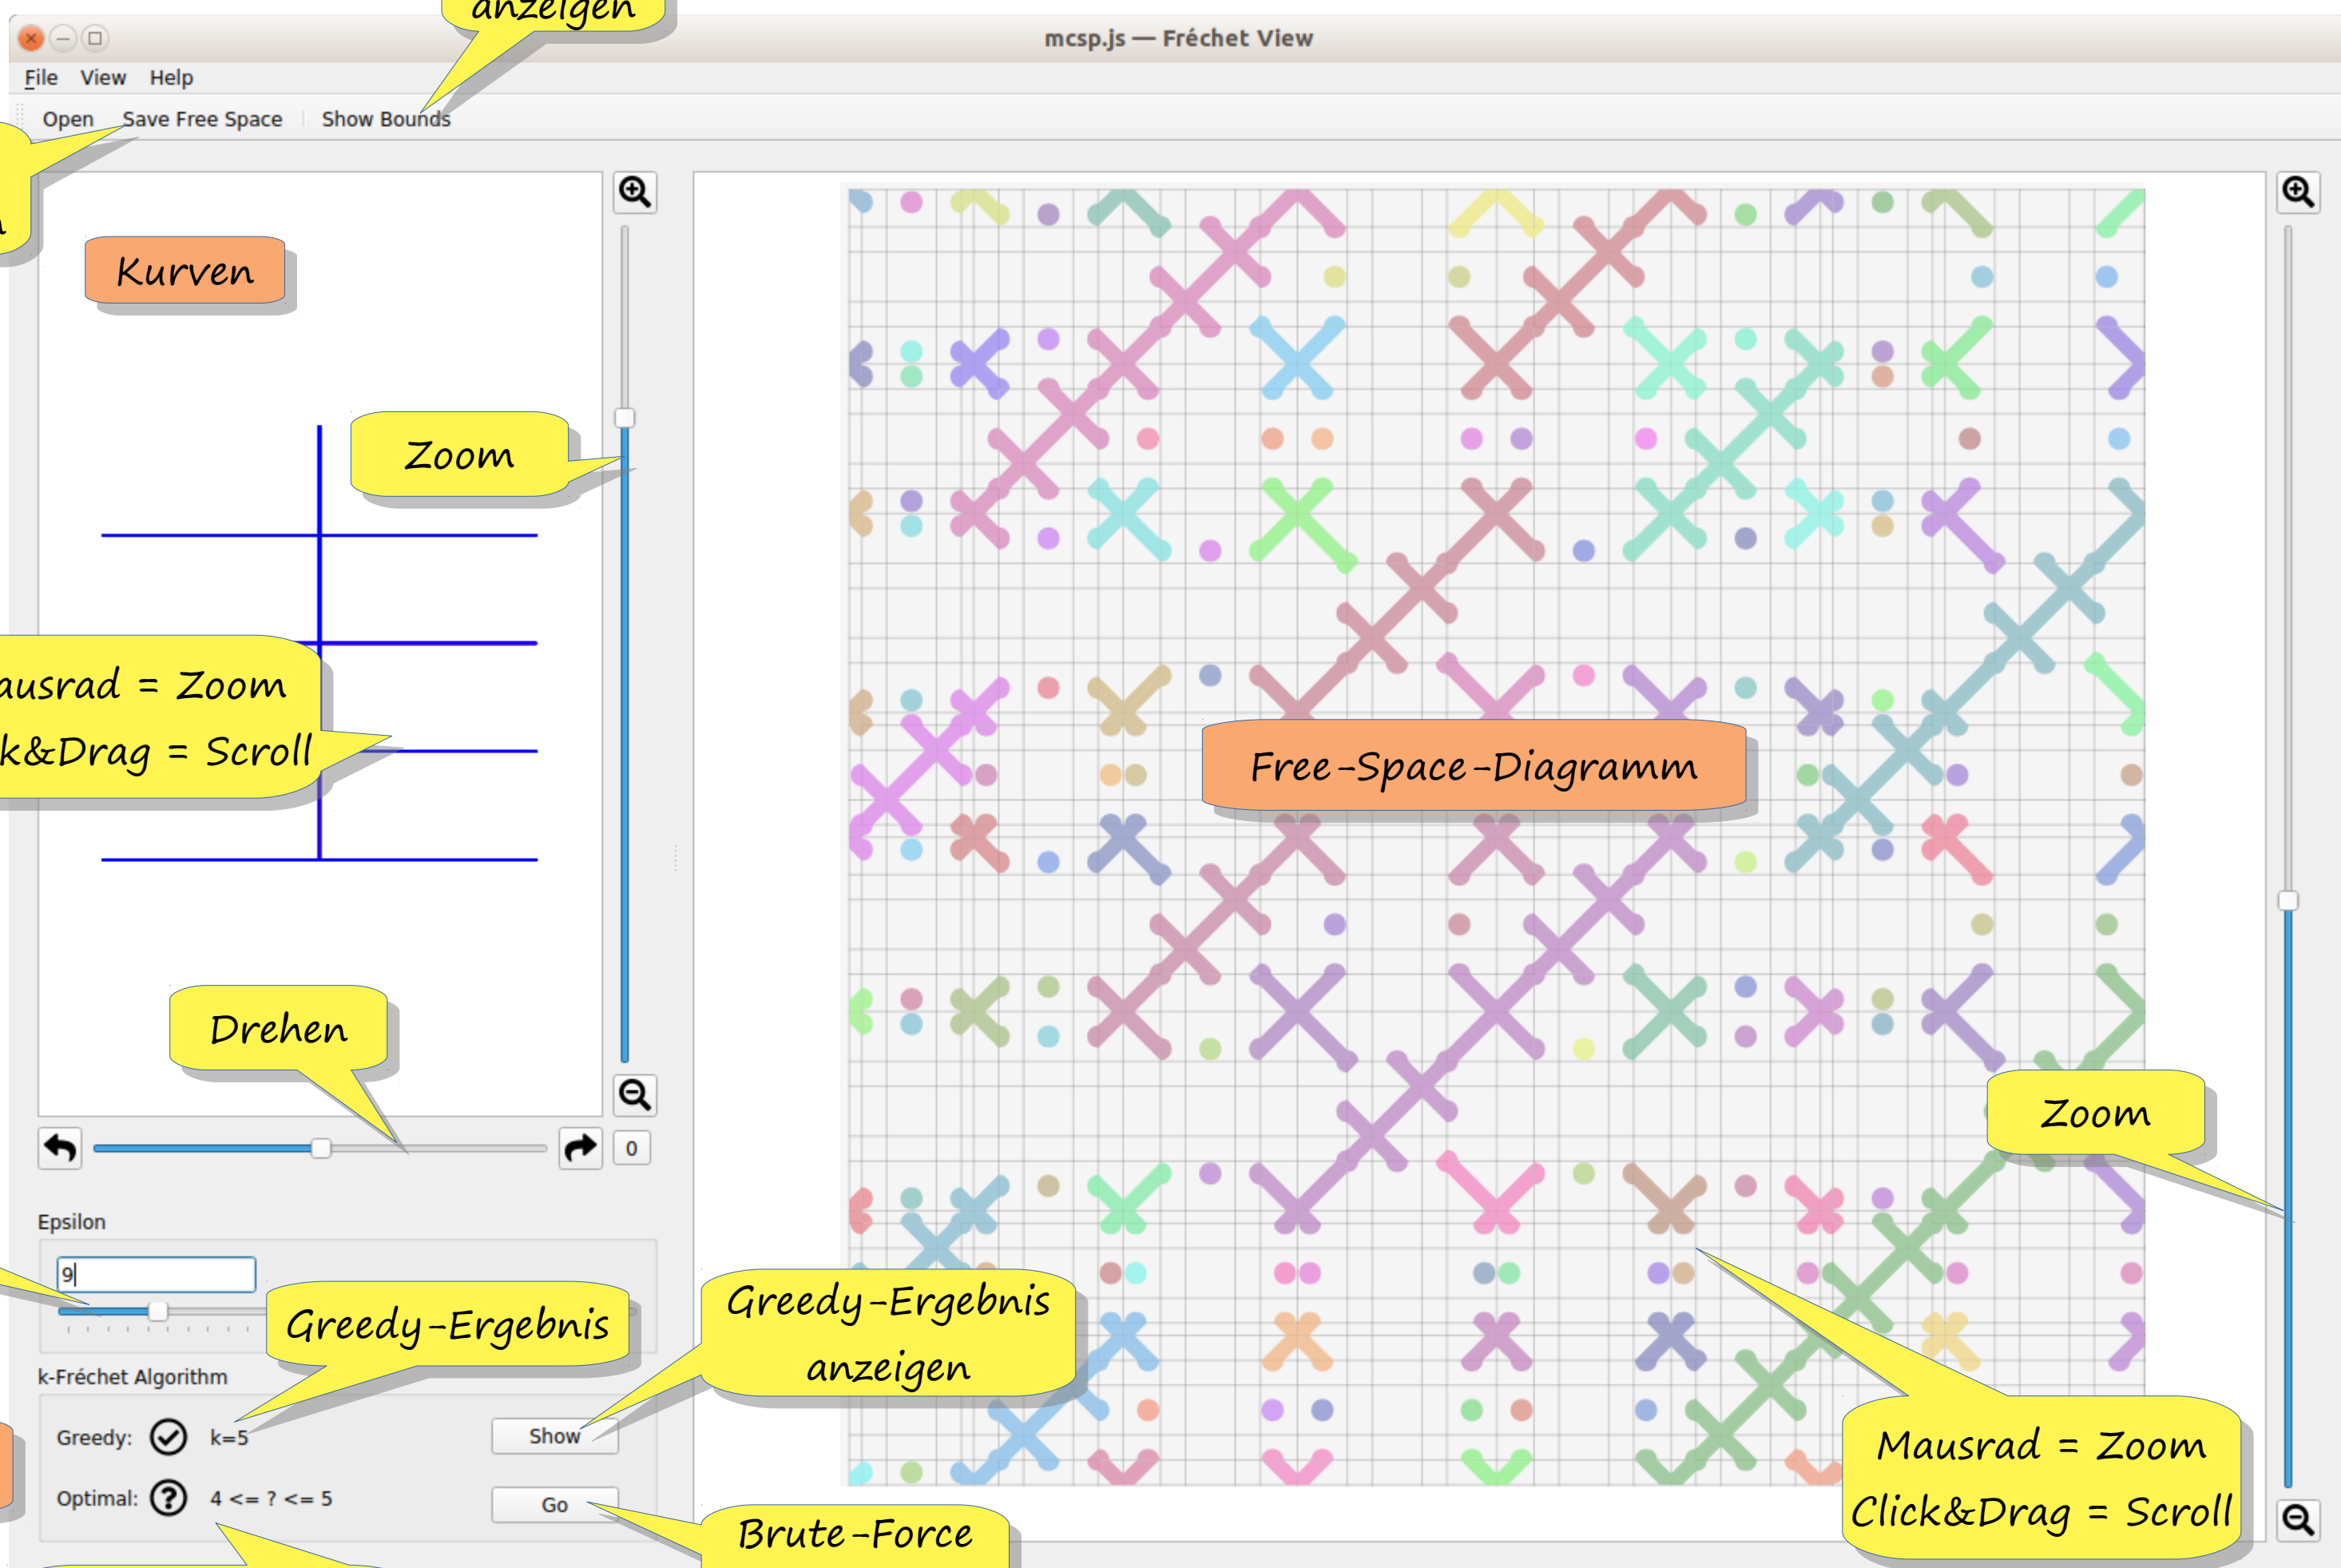 anzeigen
mcsp.js — Fréchet View
File View Help
Open Save Free Space Show Bounds
Kurven
Zoom
= Zoom
= Scroll
Free-Space-Diagramm
Drehen
0
Zoom
Epsilon
9
Greedy-Ergebnis
Greedy-Ergebnis
anzeigen
k-Fréchet Algorithm
Greedy: k=5 Show
Optimal: 4 <= ? <= 5 Go
Mausrad = Zoom
Click&Drag = Scroll
Brute-Force